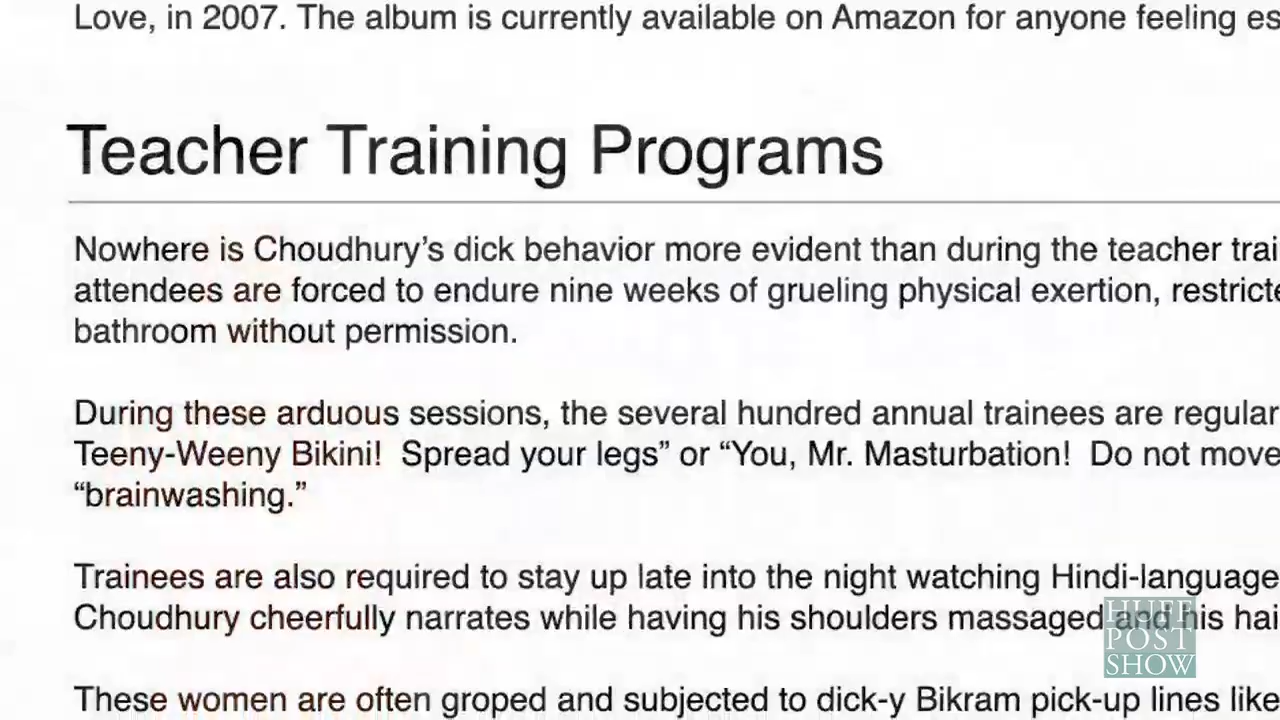 Love, in 2007. The album is currently available on Amazon for anyone feeling es
Teacher Training Programs
Nowhere is Choudhury’s dick behavior more evident than during the teacher trai
attendees are forced to endure nine weeks of grueling physical exertion, restricte
bathroom without permission.
During these arduous sessions, the several hundred annual trainees are regular
Teeny-Weeny Bikini!  Spread your legs” or “You, Mr. Masturbation!  Do not move
“brainwashing.”
Trainees are also required to stay up late into the night watching Hindi-language
Choudhury cheerfully narrates while having his shoulders massaged and his hai
These women are often groped and subjected to dick-y Bikram pick-up lines like
HUFF
POST
SHOW